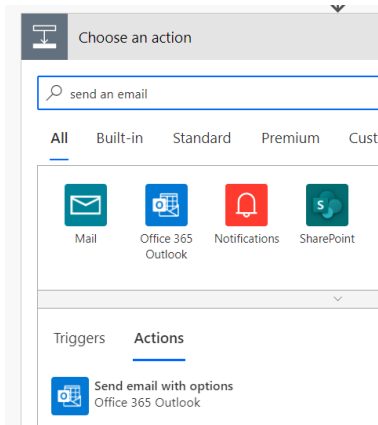 Choose an action
send an email
All Built-in Standard Premium Cust
Mail Office 365 Outlook Notifications SharePoint
Triggers Actions
Send email with options
Office 365 Outlook